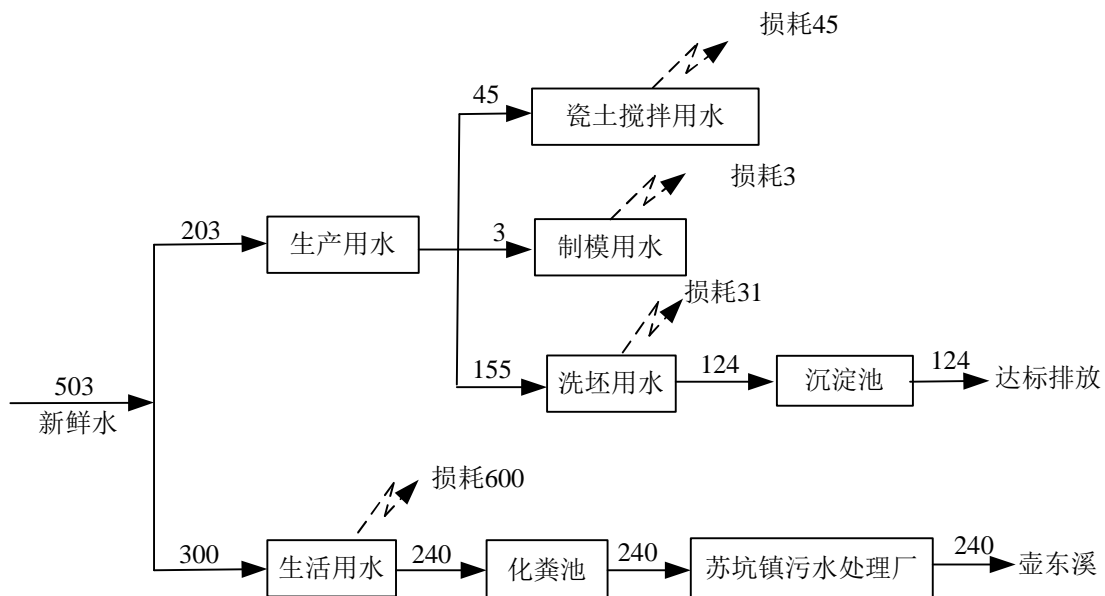 损耗45
45
瓷土搅拌用水
损耗3
203
生产用水
3
制模用水
损耗31
503
新鲜水
155
洗坯用水
124
沉淀池
124
达标排放
损耗600
300
生活用水
240
化粪池
240
苏坑镇污水处理厂
240
壶东溪